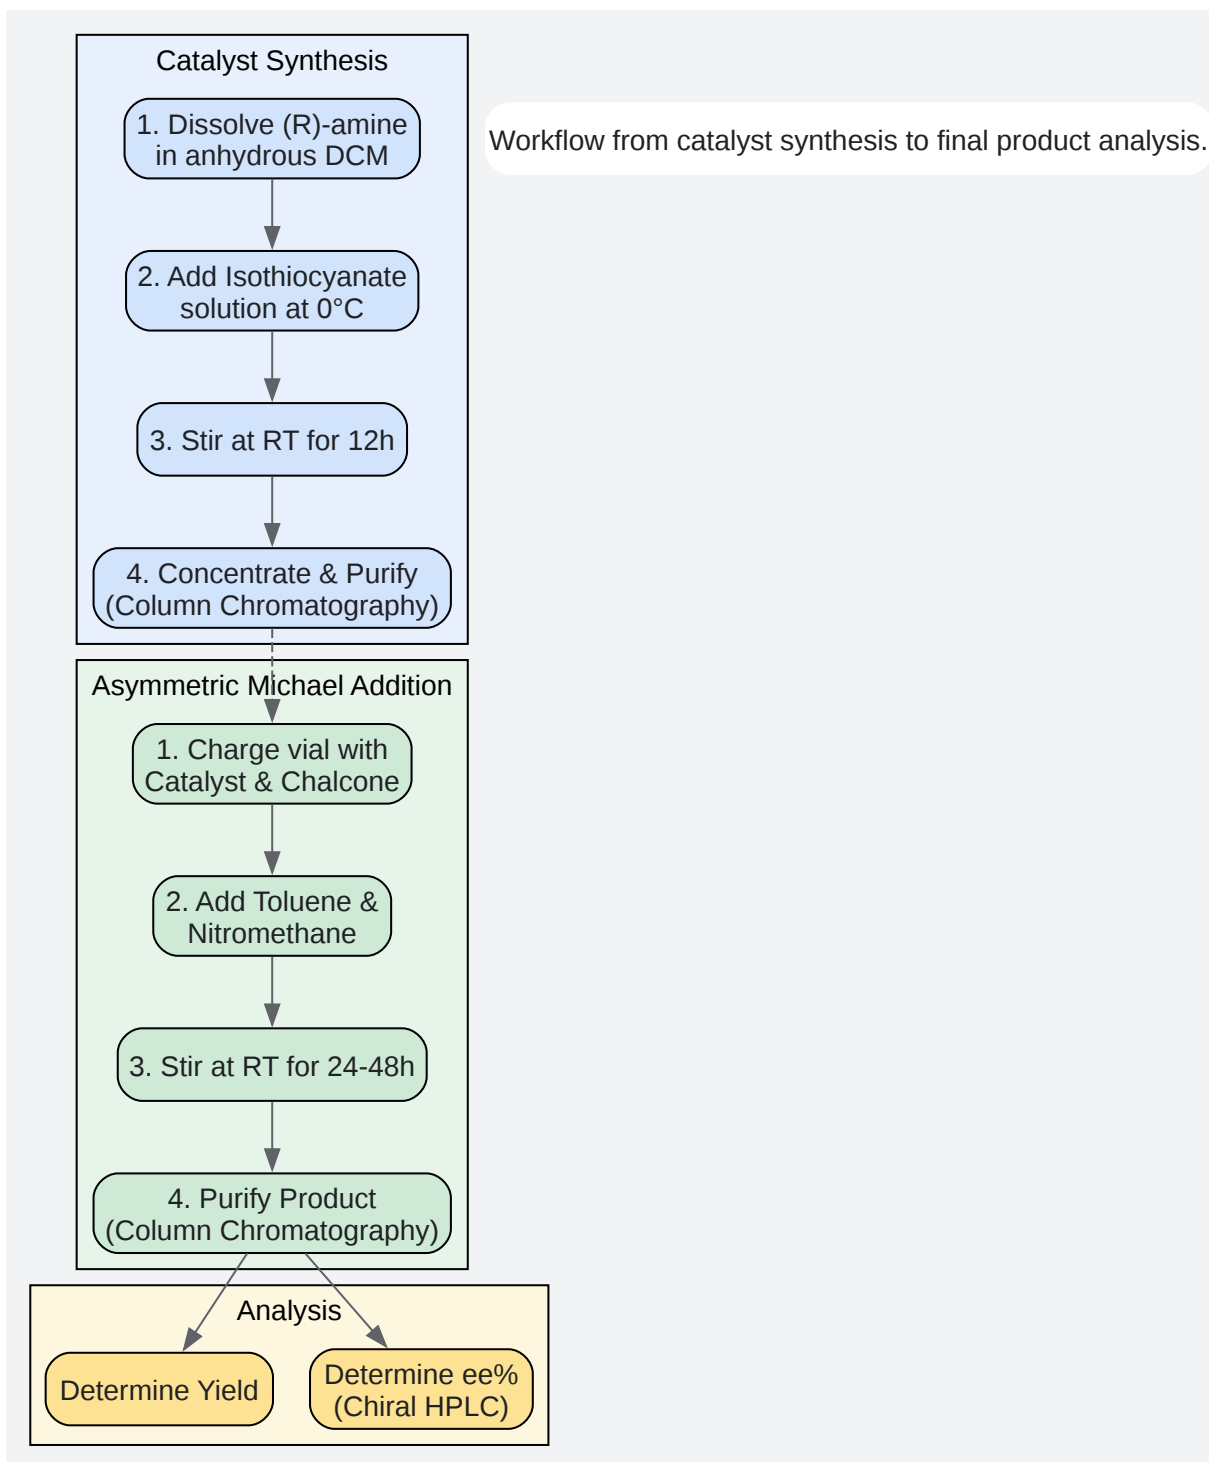 Catalyst Synthesis
1. Dissolve (R)-amine
in anhydrous DCM
Workflow from catalyst synthesis to final product analysis.
2. Add Isothiocyanate
solution at 0°C
3. Stir at RT for 12h
4. Concentrate & Purify
(Column Chromatography)
Asymmetric Michael Addition
1. Charge vial with
Catalyst & Chalcone
2. Add Toluene &
Nitromethane
3. Stir at RT for 24-48h
4. Purify Product
(Column Chromatography)
Analysis
Determine Yield
Determine ee%
(Chiral HPLC)